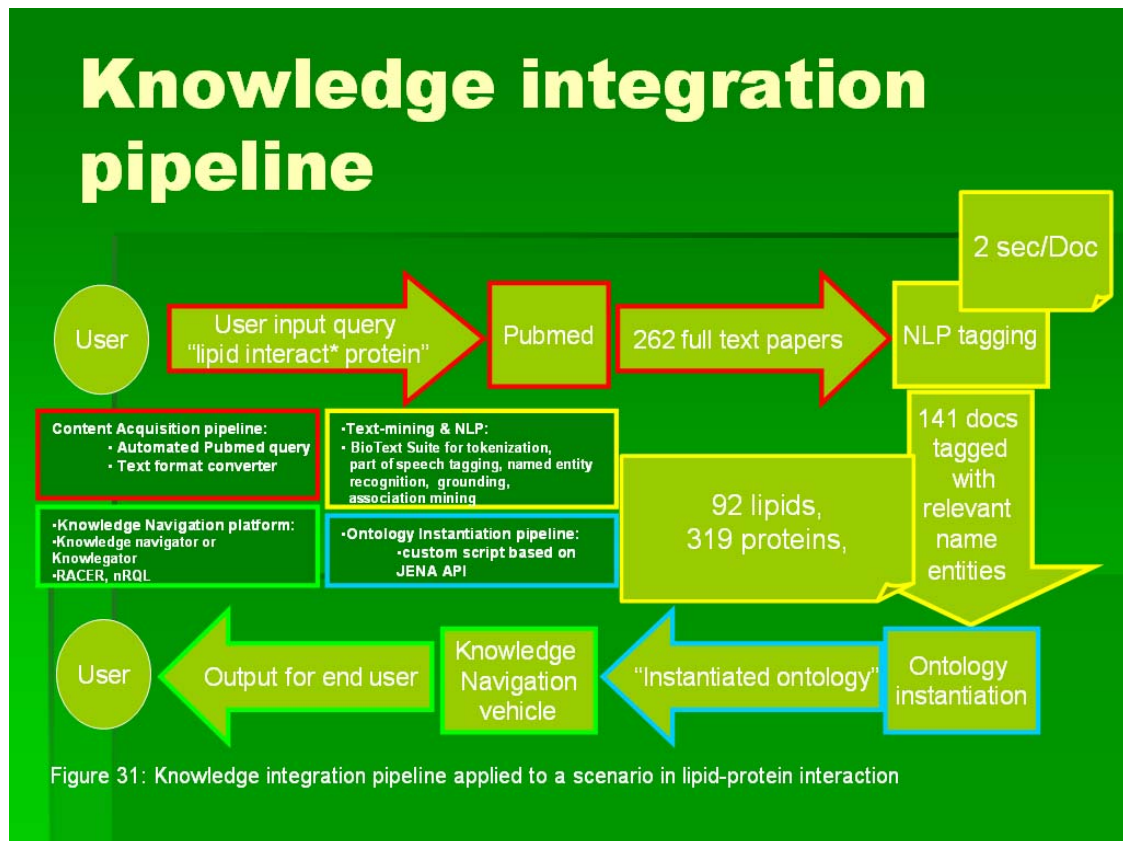 Knowledge integration
pipeline
2 sec/Doc
User
User input query
“lipid interact* protein”
Pubmed
262 full text papers
NLP tagging
Content Acquisition pipeline:
• Automated Pubmed query
• Text format converter
•Text-mining & NLP:
• BioText Suite for tokenization,
part of speech tagging, named entity
recognition, grounding,
association mining
•Knowledge Navigation platform:
•Knowledge navigator or
Knowlegator
•RACER, nRQL
•Ontology Instantiation pipeline:
•custom script based on
JENA API
92 lipids,
319 proteins,
141 docs
tagged
with
relevant
name
entities
User
Output for end user
Knowledge
Navigation
vehicle
“Instantiated ontology”
Ontology
instantiation
Figure 31: Knowledge integration pipeline applied to a scenario in lipid-protein interaction